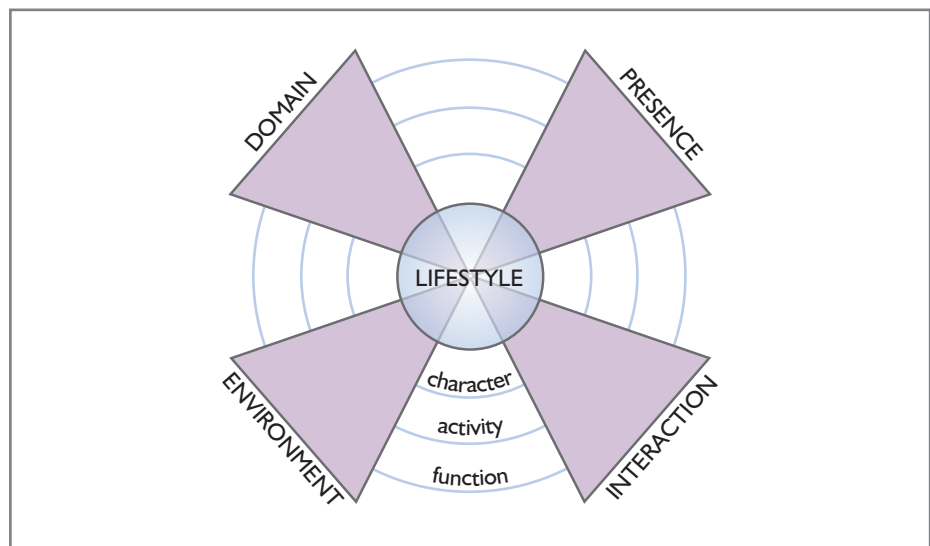 DOMAIN
PRESENCE
LIFESTYLE
character
activity
function
ENVIRONMENT
INTERACTION